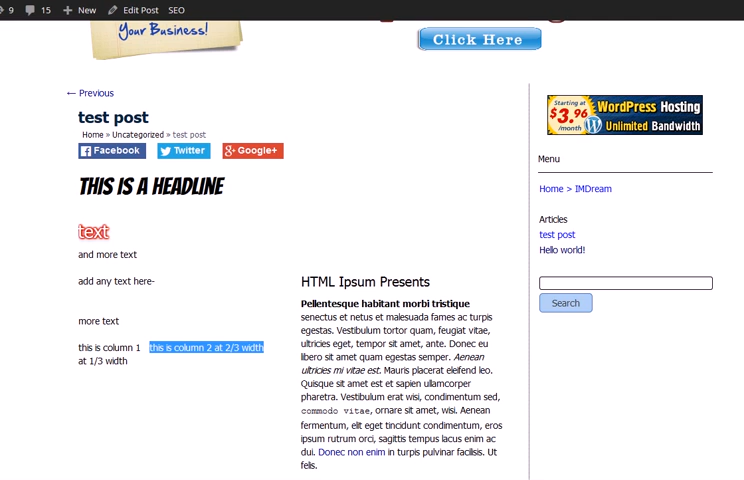 9 15 New Edit Post SEO
Your Business!
Click Here
← Previous
test post
Home » Uncategorized » test post
Facebook Twitter Google+
THIS IS A HEADLINE
text
and more text
add any text here-
more text
this is column 1
at 1/3 width
this is column 2 at 2/3 width
HTML Ipsum Presents
Pellentesque habitant morbi tristique
senectus et netus et malesuada fames ac turpis
egestas. Vestibulum tortor quam, feugiat vitae,
ultricies eget, tempor sit amet, ante. Donec eu
libero sit amet quam egestas semper. Aenean
ultricies mi vitae est. Mauris placerat eleifend leo.
Quisque sit amet est et sapien ullamcorper
pharetra. Vestibulum erat wisi, condimentum sed,
commodo vitae, ornare sit amet, wisi. Aenean
fermentum, elit eget tincidunt condimentum, eros
ipsum rutrum orci, sagittis tempus lacus enim ac
dui. Donec non enim in turpis pulvinar facilisis. Ut
felis.
Starting at
$3.96
/month
WordPress Hosting
Unlimited Bandwidth
Menu
Home > IMDream
Articles
test post
Hello world!
Search